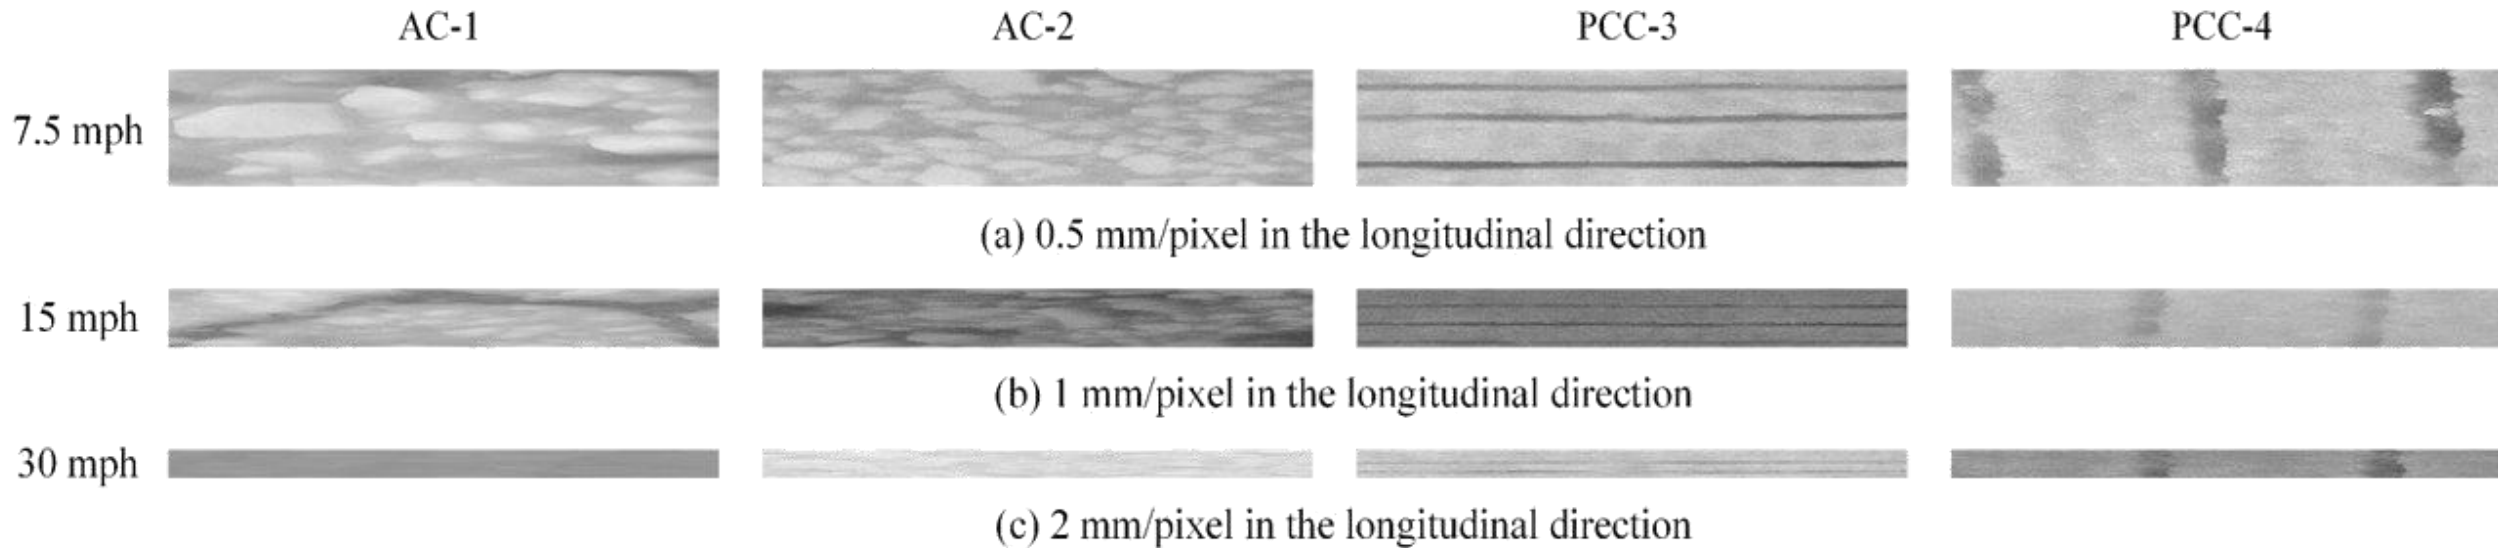 AC-1 AC-2 PCC-3 PCC-4
7.5 mph
(a) 0.5 mm/pixel in the longitudinal direction
15 mph
(b) 1 mm/pixel in the longitudinal direction
30 mph
(c) 2 mm/pixel in the longitudinal direction